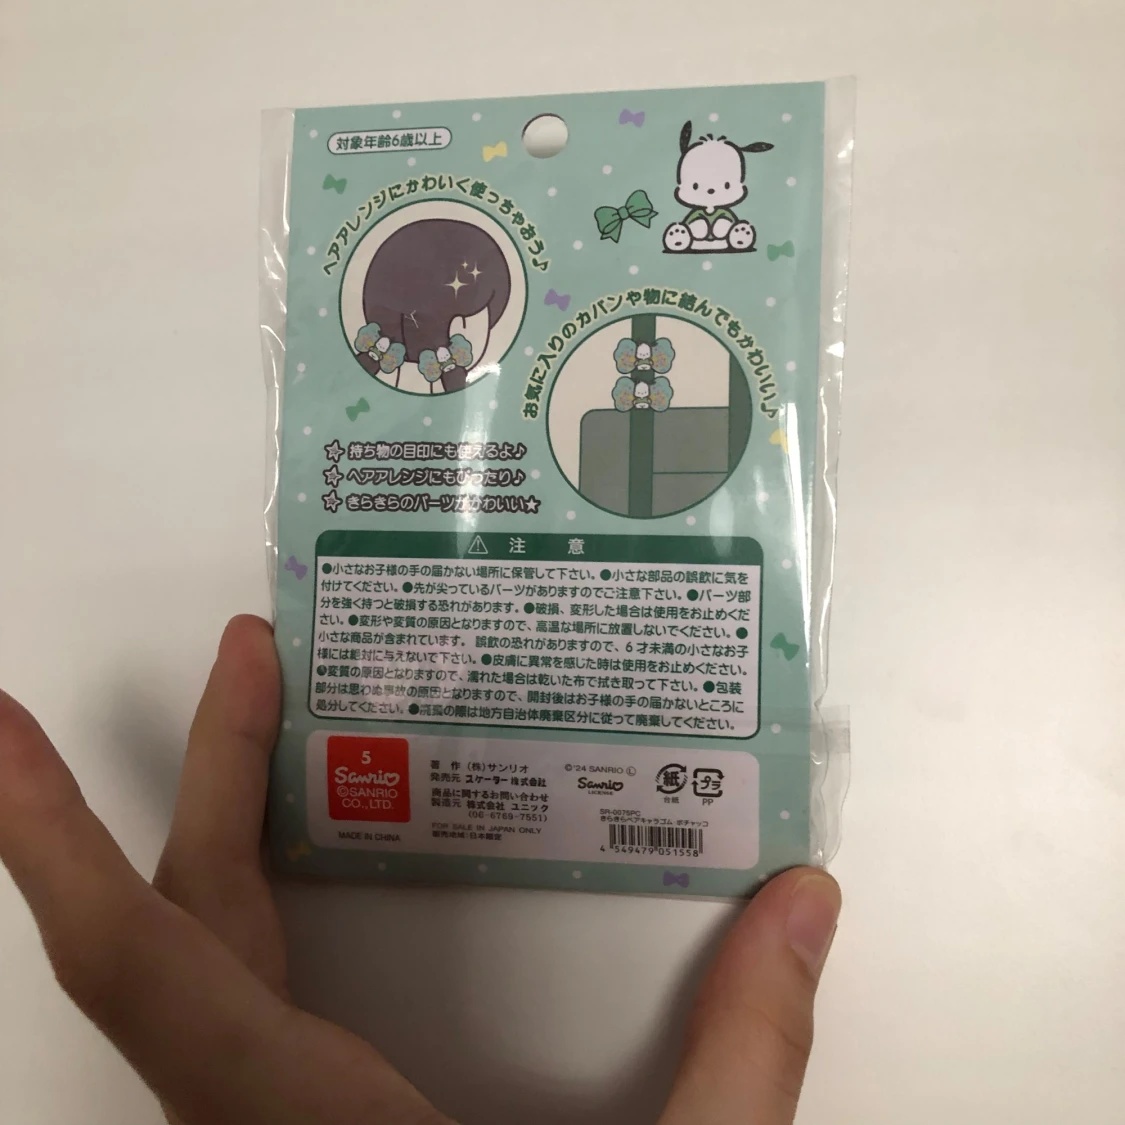 対象年齢6歳以上
ヘアアレンジにかわいく使っちゃおう♪
お気に入りのカバンや物に結んでもかわいい♪
☆持ち物の目印にも使えるよ♪
☆ヘアアレンジにもぴったり♪
☆きらきらのパーツがかわいい★
⚠ 注 意
●小さなお子様の手の届かない場所に保管して下さい。●小さな部品の誤飲に気を
付けてください。●先が尖っているパーツがありますのでご注意下さい。●パーツ部
分を強く持つと破損する恐れがあります。●破損、変形した場合は使用をお止めくだ
さい。●変形や変質の原因となりますので、高温な場所に放置しないでください。●
小さな商品が含まれています。誤飲の恐れがありますので、6才未満の小さなお子
様には絶対に与えないで下さい。●皮膚に異常を感じた時は使用をお止めください。
●変質の原因となりますので、濡れた場合は乾いた布で拭き取って下さい。●包装
部分は思わぬ事故の原因となりますので、開封後はお子様の手の届かないところに
処分してください。●廃棄の際は地方自治体廃棄区分に従って廃棄してください。
5
Sanrio
©SANRIO
CO.,LTD.
MADE IN CHINA
著 作 (株)サンリオ
発売元 スケーター株式会社
商品に関するお問い合わせ
製造元 株式会社 ユニック
(06-6769-7551)
FOR SALE IN JAPAN ONLY
販売地域:日本限定
©'24 SANRIO Ⓛ
Sanrio
LICENSE
紙
台紙
プラ
PP
SR-0075PC
きらきらヘアキャラゴム ポチャッコ
4 549479 051558